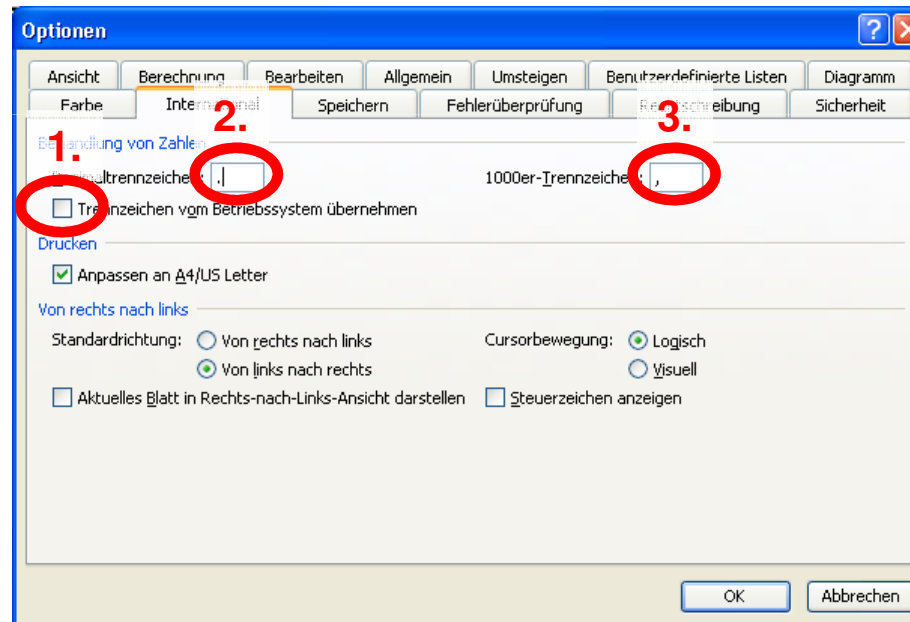 Optionen
Ansicht Berechnung Bearbeiten Allgemein Umsteigen Benutzerdefinierte Listen Diagramm
Farbe International Speichern Fehlerüberprüfung Rechtschreibung Sicherheit
1. 2. 3.
Behandlung von Zahlen
Dezimaltrennzeichen: . 1000er-Trennzeichen: ,
Trennzeichen vom Betriebssystem übernehmen
Drucken
Anpassen an A4/US Letter
Von rechts nach links
Standardrichtung: Von rechts nach links Cursorbewegung: Logisch
Von links nach rechts Visuell
Aktuelles Blatt in Rechts-nach-Links-Ansicht darstellen Steuerzeichen anzeigen
OK Abbrechen